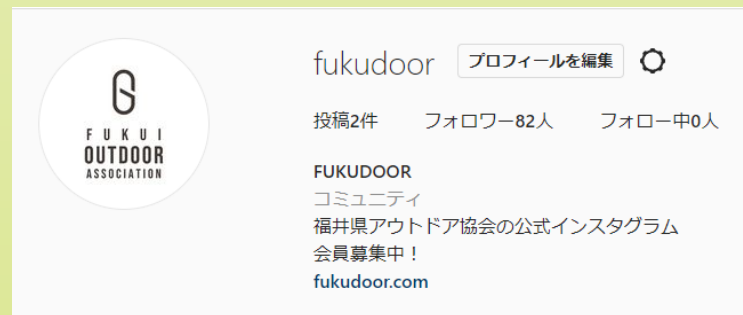 FUKUI
OUTDOOR
ASSOCIATION
fukudoor プロフィールを編集
投稿2件 フォロワー82人 フォロー中0人
FUKUDOOR
コミュニティ
福井県アウトドア協会の公式インスタグラム
会員募集中！
fukudoor.com